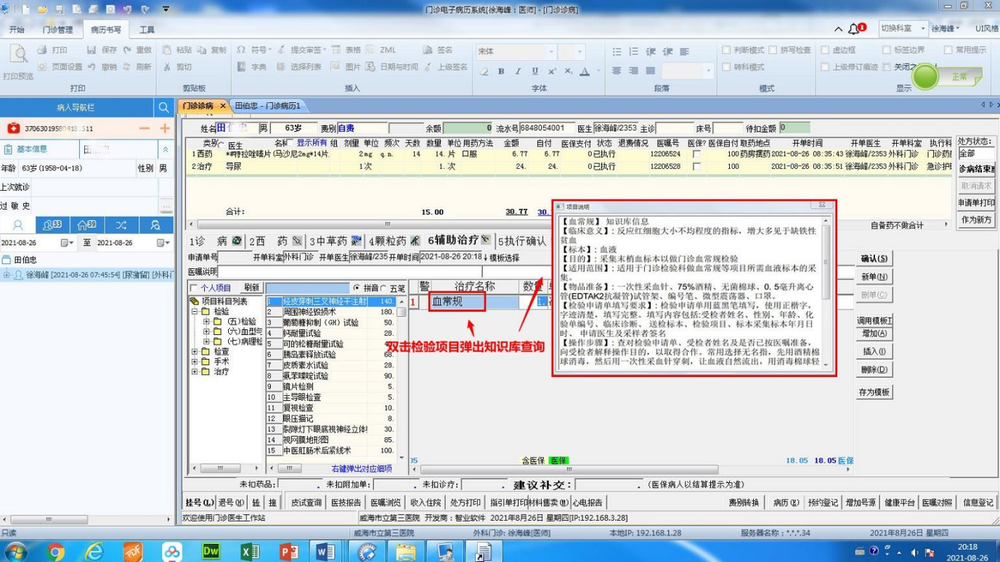 门诊电子病历系统[徐海峰：医师] - [门诊诊病]
开始 门诊管理 病历书写 工具
切换科室 徐海峰 UI风格
打印 保存 重做 粘贴 复制 符号 提交审签 表格 ZML 签名 宋体 判断模式 拼写检查 虚边框 标签边界 常用提示
打印预览 页面设置 撤销 刷新 剪切 字典 选择列表 图片 日期与时间 上级签名 B I U 转科模式 上级修订痕迹 正常
打印 剪贴板 插入 字体 段落 模式 显示
病人导航栏
门诊诊病 田伯忠 - 门诊病历1
基本信息
年龄 63岁(1958-04-18) 性别 男
上次就诊
过敏史
2021-08-26 至 2021-08-26
田伯忠
徐海峰 [2021-08-26 07:45:54] [尿潴留] [外科门
姓名 男 63岁 费别 自费 余额 0 流水号 6848054001 医生 徐海峰/2353 主诊 床号 待扣金额 0
类别 医生 名称 显示所有 组 剂量 单位 频次 天数 数量 单位 用药方法 金额 自付 医保支付 状态 退费情况 医嘱号 医保? 医保自付 取药地点 开单时间 开单医生 开单科室 执行科
1 西药 *特拉唑嗪片(马沙尼2mg*14片. 2 mg q.n. 14 14. 片 口服 6.77 6.77 0 已执行 12206524 100 药房摆药 2021-08-26 08:35:43 徐海峰/2353 外科门诊 门诊药房
2 治疗 导尿 1 次 1. 次 24. 24. 0 已执行 12206528 100 2021-08-26 08:35:51 徐海峰/2353 外科门诊 急诊护
合计: 15.00 30.77
自备药不做合计
处方状态:
全部
诊病结束
取消请求
申请单打印
作为新方
1诊 病 2西 药 3中草药 4颗粒药 6辅助治疗 5执行确认
申请单号 开单科室 外科门诊 开单医生 徐海峰/235 开单时间 2021-08-26 20:18 模板选择
医嘱说明
个人项目 刷新 拼音 五笔
警 治疗名称 数量
项目科目列表
检验
(五)检验
(六)血型与
(七)病理检
检查
手术
治疗
1 经皮穿刺三叉神经干注射 140.
2 周围神经毁损术 180.
3 葡萄糖抑制(GH)试验 50.
4 钙耐量试验 28.
5 可的松糖耐量试验
6 胰岛素释放试验 68.
7 皮质素水试验 28.
8 氨苯喋啶试验 90.
9 镜片检测 5.
10 主导眼检查 5.
11 复视检查 10.
12 眼压描记 8.
13 裂隙灯下眼底视神经立体 30.
14 视网膜地形图 85.
15 中医肛肠术后紧线术 100.
右键弹出对应细项
1 血常规 1.
双击检验项目弹出知识库查询
项目说明
【血常规】 知识库信息
【临床意义】: 反应红细胞大小不均程度的指标，增大多见于缺铁性
贫血
【标本】: 血液
【目的】: 采集末梢血标本以做门诊血常规检验
【适用范围】: 适用于门诊检验科做血常规等项目所需血液标本的采
集。
【物品准备】: 一次性采血针、75%酒精、无菌棉球、0.5毫升离心
管(EDTAK2抗凝管)试管架、编号笔、微型震荡器、口罩。
【检验申请单填写要求】: 检验申请单用蓝黑笔填写，使用正楷字，
字迹清楚，填写完整。填写内容包括:受检者姓名、性别、年龄、化
验单编号、临床诊断、 送检标本、检验项目、标本采集标本年月日
时、 申请医生及采样者签名
【操作步骤】: 查对检验申请单、受检者姓名及是否已按医嘱准备，
向受检者解释操作目的，以取得合作。常用选择无名指，先用酒精棉
球消毒，然后用一次性采血针穿刺，让血液自然流出，用消毒棉球轻
确认(S)
新单(N)
删单(C)
调用模板T
增加(A)
插入(I)
删除(D)
存为模板
含医保 医保 18.05 18.05 医保
未扣药品: . 未扣附加单: . 未扣诊疗: . 建议补交: . (医保病人以结算提示为准)
挂号(L) 退号(H) 皮试查询 医技报告 医嘱浏览 收入住院 处方打印 指引单打印 材料售卖(M) 心电报告 费别转换 病历(E) 预约登记 增加号源 健康平台 医嘱对照 信息登记
欢迎使用门诊医生工作站 威海市立第三医院 开发商：智业软件 2021年8月26日 星期四[IP:192.168.3.28]
只读 威海市立第三医院 外科门诊: 徐海峰[医师] 本地IP: 192.168.1.28 服务器名称：*.*.*.34 2021年8月26日 星期四
20:18
2021-08-26